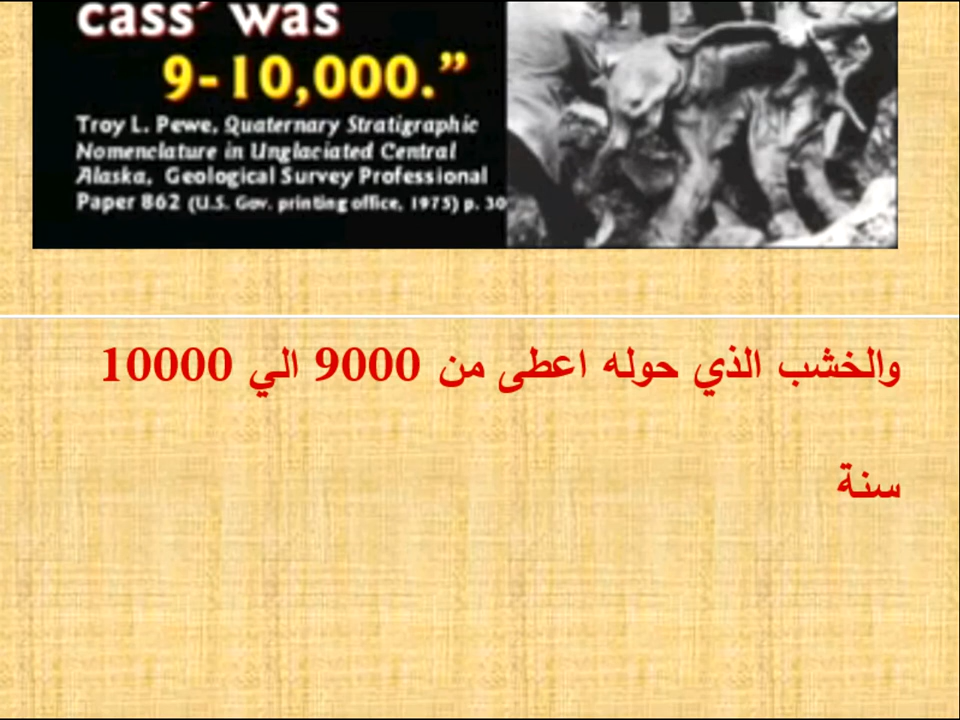 cass' was
9-10,000.”
Troy L. Pewe, Quaternary Stratigraphic
Nomenclature in Unglaciated Central
Alaska, Geological Survey Professional
Paper 862 (U.S. Gov. printing office, 1975) p. 30
والخشب الذي حوله اعطى من 9000 الي 10000
سنة